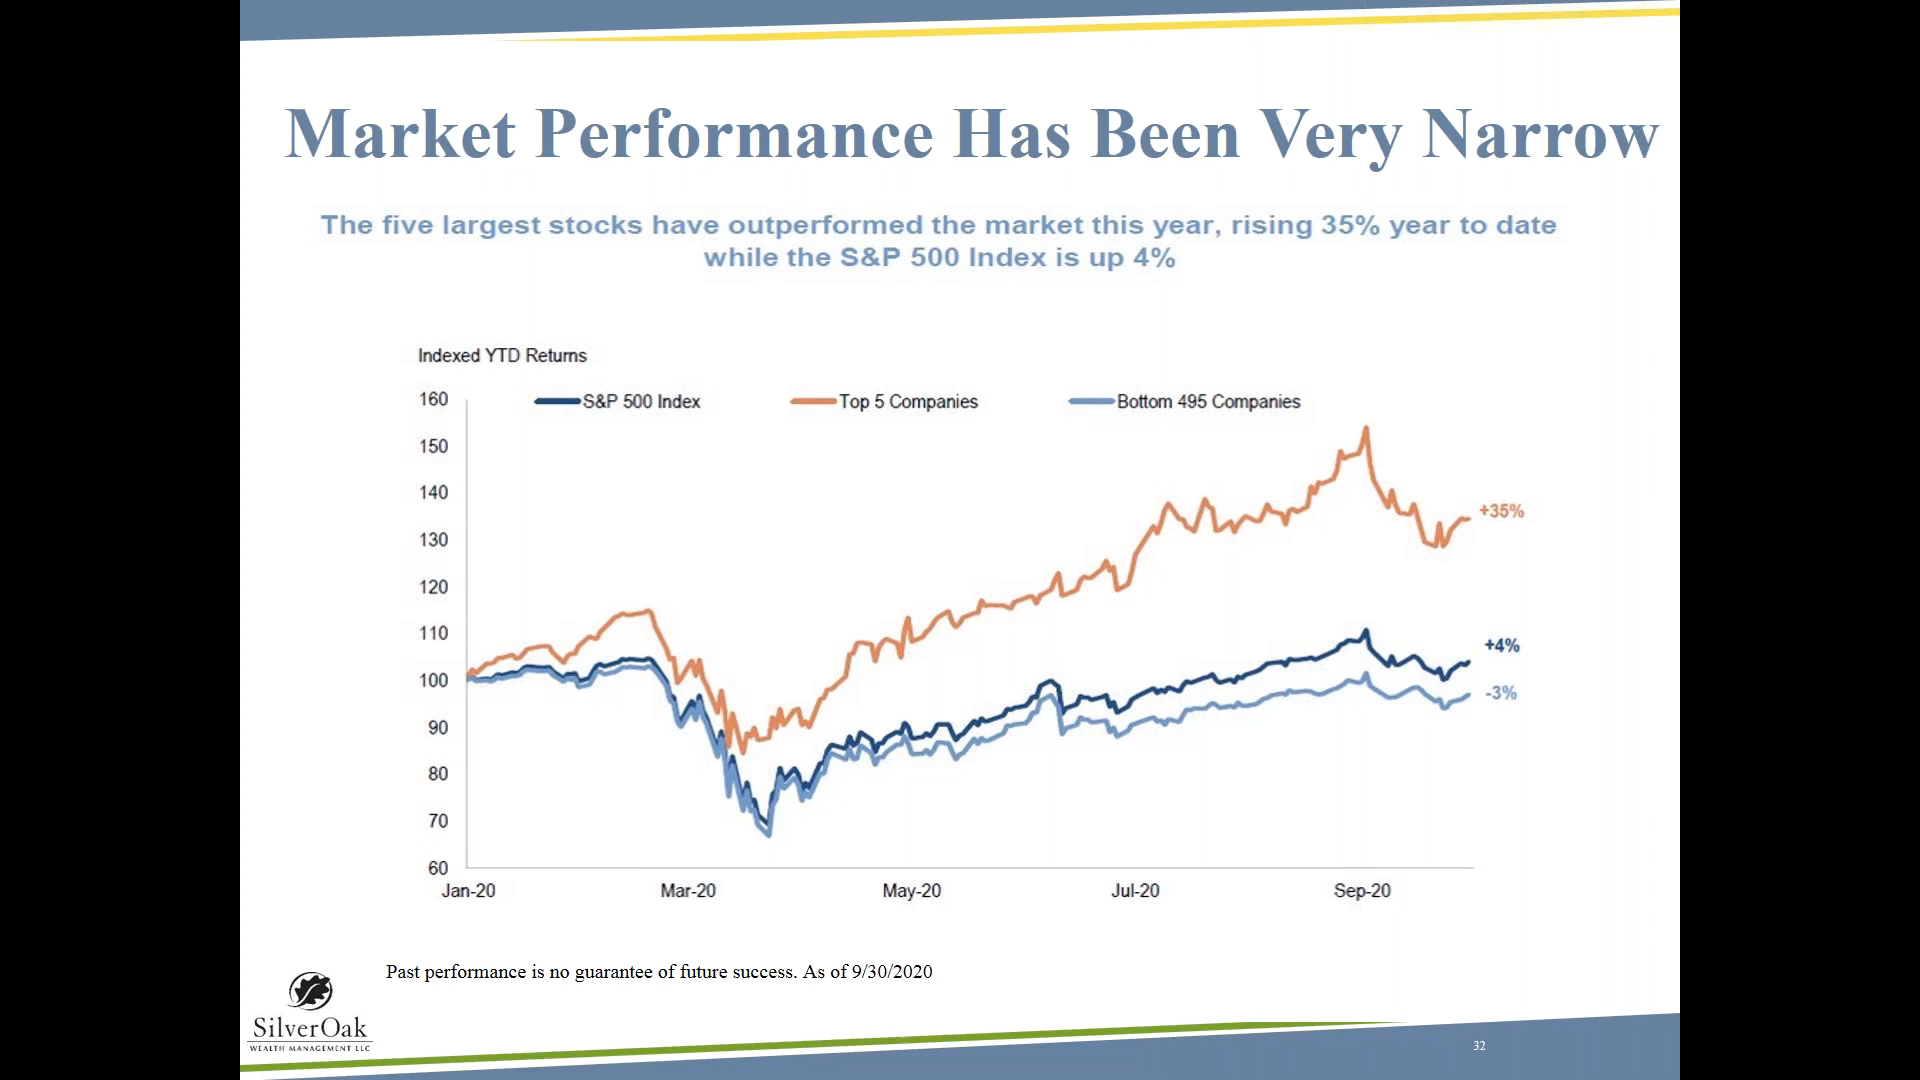 Market Performance Has Been Very Narrow
The five largest stocks have outperformed the market this year, rising 35% year to date
while the S&P 500 Index is up 4%
Indexed YTD Returns
S&P 500 Index
Top 5 Companies
Bottom 495 Companies
160
150
140
130
120
110
100
90
80
70
60
+35%
+4%
-3%
Jan-20
Mar-20
May-20
Jul-20
Sep-20
Past performance is no guarantee of future success. As of 9/30/2020
SilverOak
WEALTH MANAGEMENT LLC
32